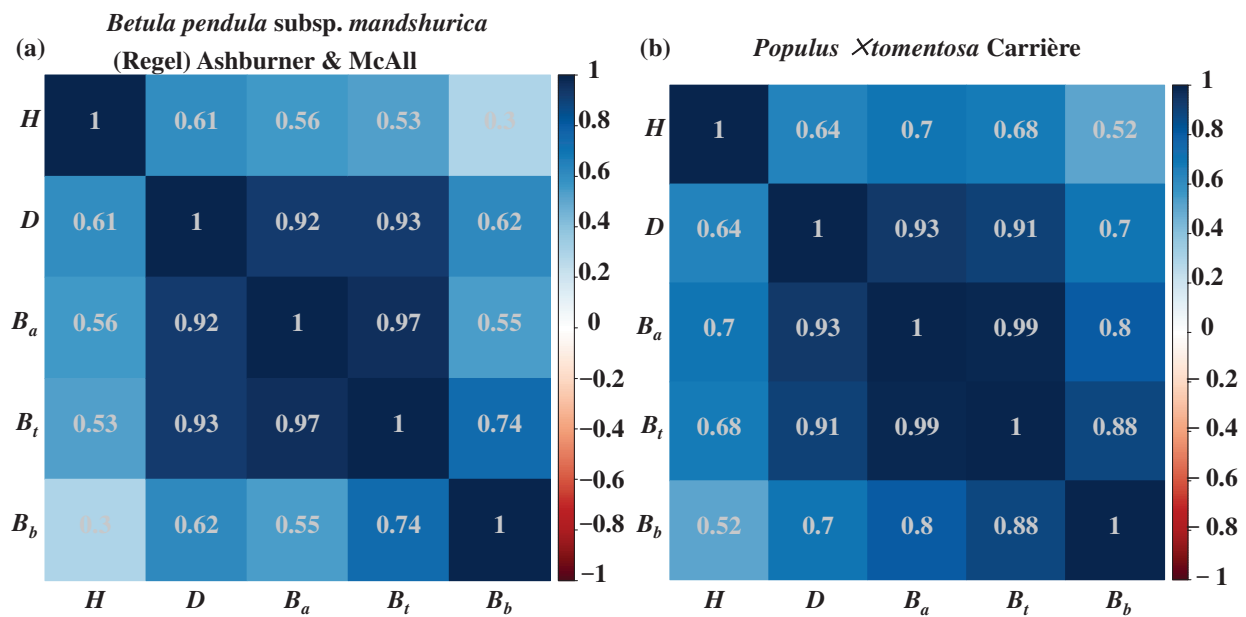 (a) Betula pendula subsp. mandshurica
(Regel) Ashburner & McAll
H 1 0.61 0.56 0.53 0.3
D 0.61 1 0.92 0.93 0.62
Ba 0.56 0.92 1 0.97 0.55
Bt 0.53 0.93 0.97 1 0.74
Bb 0.3 0.62 0.55 0.74 1
H D Ba Bt Bb
1
0.8
0.6
0.4
0.2
0
−0.2
−0.4
−0.6
−0.8
−1
(b) Populus ×tomentosa Carrière
H 1 0.64 0.7 0.68 0.52
D 0.64 1 0.93 0.91 0.7
Ba 0.7 0.93 1 0.99 0.8
Bt 0.68 0.91 0.99 1 0.88
Bb 0.52 0.7 0.8 0.88 1
H D Ba Bt Bb
1
0.8
0.6
0.4
0.2
0
−0.2
−0.4
−0.6
−0.8
−1